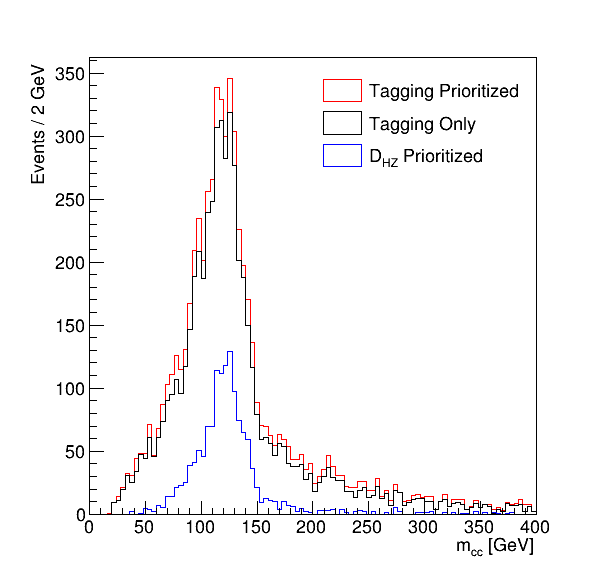 Events / 2 GeV
350
300
250
200
150
100
50
0
Tagging Prioritized
Tagging Only
D_HZ Prioritized
0 50 100 150 200 250 300 350 400
m_cc [GeV]